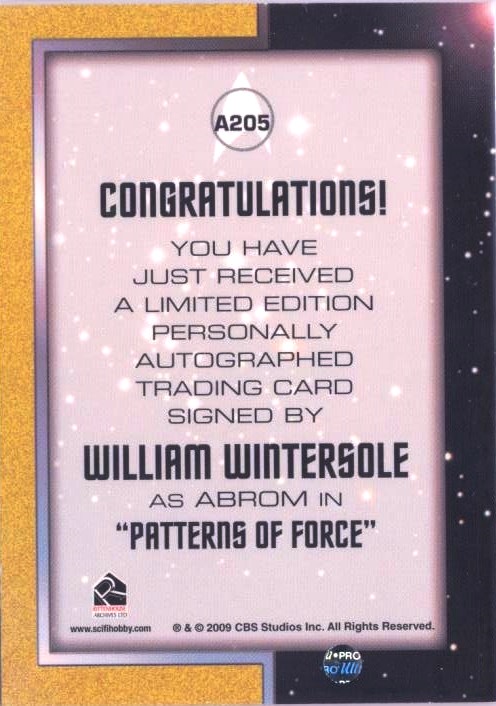 A205
CONGRATULATIONS!
YOU HAVE
JUST RECEIVED
A LIMITED EDITION
PERSONALLY
AUTOGRAPHED
TRADING CARD
SIGNED BY
WILLIAM WINTERSOLE
AS ABROM IN
“PATTERNS OF FORCE”
RITTENHOUSE
ARCHIVES LTD
www.scifihobby.com
® & © 2009 CBS Studios Inc. All Rights Reserved.
PRO